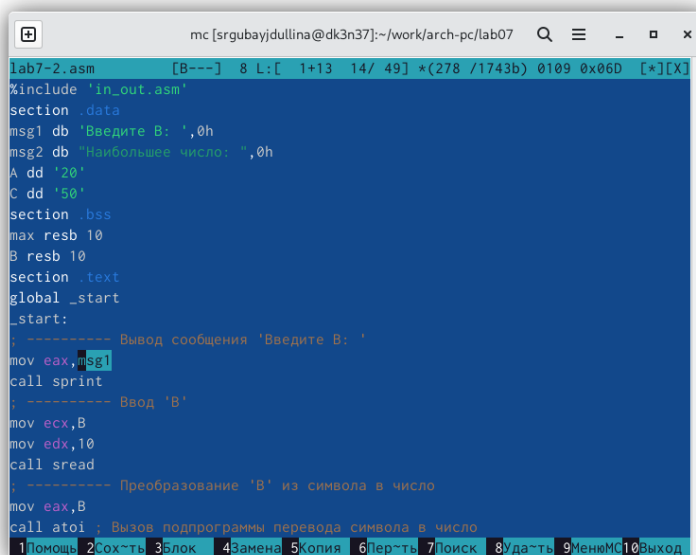 mc [srgubayjdullina@dk3n37]:~/work/arch-pc/lab07
lab7-2.asm [B---] 8 L:[ 1+13 14/ 49] *(278 /1743b) 0109 0x06D [*][X]
%include 'in_out.asm'
section .data
msg1 db 'Введите B: ',0h
msg2 db "Наибольшее число: ",0h
A dd '20'
C dd '50'
section .bss
max resb 10
B resb 10
section .text
global _start
_start:
; ---------- Вывод сообщения 'Введите B: '
mov eax,msg1
call sprint
; ---------- Ввод 'B'
mov ecx,B
mov edx,10
call sread
; ---------- Преобразование 'B' из символа в число
mov eax,B
call atoi ; Вызов подпрограммы перевода символа в число
1Помощь 2Сох~ть 3Блок 4Замена 5Копия 6Пер~ть 7Поиск 8Уда~ть 9МенюMC 10Выход